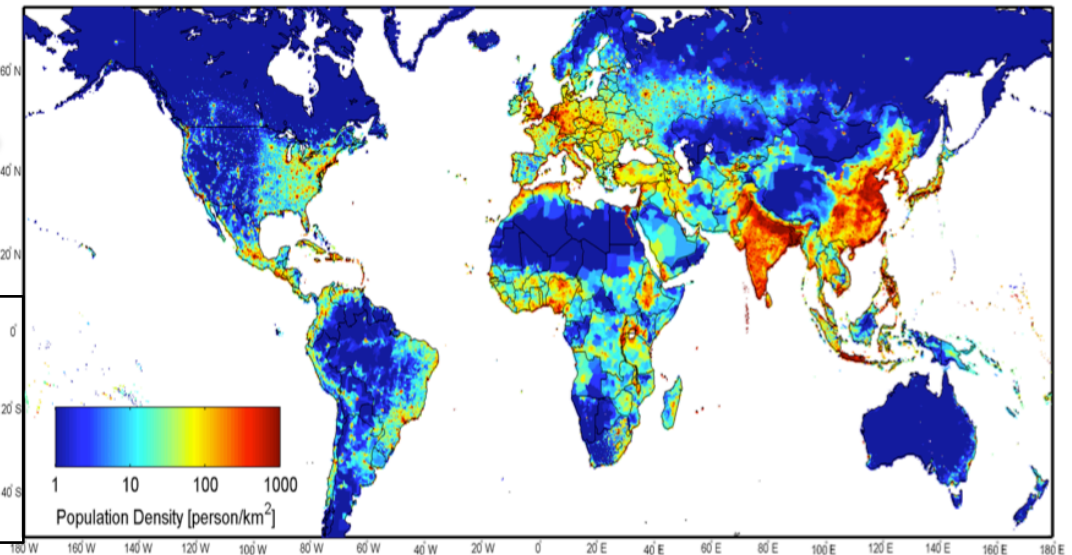 60° N
40° N
20° N
0°
20° S
40° S
1 10 100 1000
Population Density [person/km²]
180 W 160 W 140 W 120 W 100 W 80 W 60 W 40 W 20 W 0 20 E 40 E 60 E 80 E 100 E 120 E 140 E 160 E 180 E